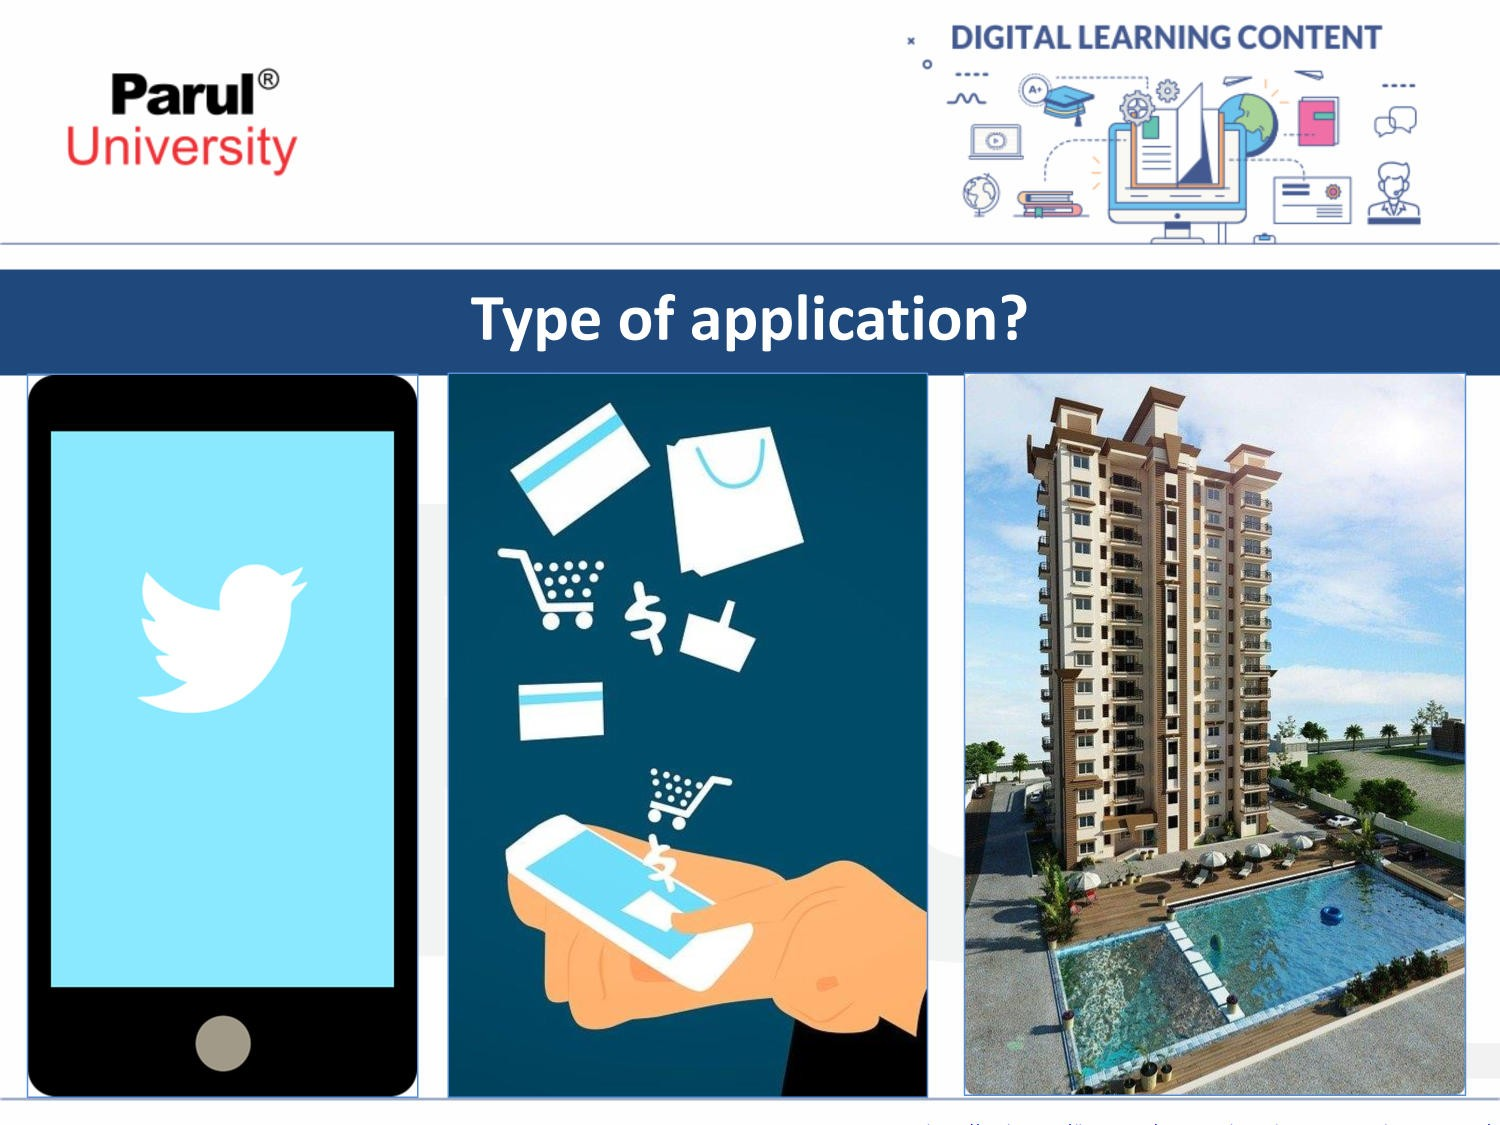 Parul®
University
DIGITAL LEARNING CONTENT
A+
Type of application?